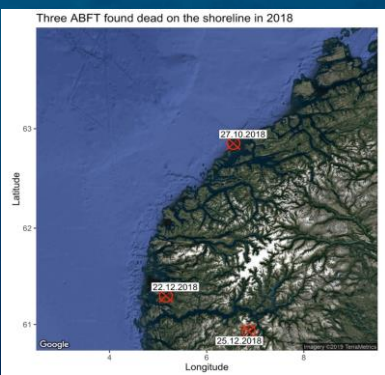 Three ABFT found dead on the shoreline in 2018
27.10.2018
63
Latitude
62
22.12.2018
61
25.12.2018
Google
Imagery ©2019 TerraMetrics
4
6
8
Longitude